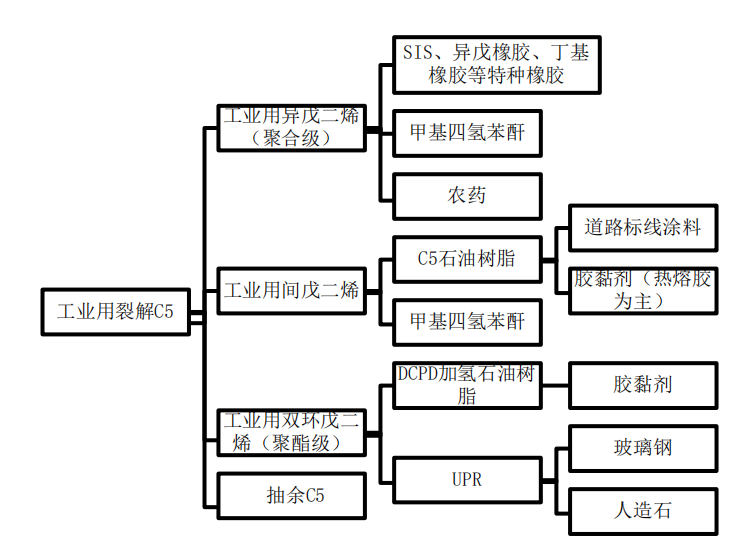 SIS、异戊橡胶、丁基
橡胶等特种橡胶
工业用异戊二烯
（聚合级）
甲基四氢苯酐
农药
道路标线涂料
C5石油树脂
胶黏剂（热熔胶
为主）
工业用间戊二烯
工业用裂解C5
甲基四氢苯酐
DCPD加氢石油树
脂
胶黏剂
工业用双环戊二
烯（聚酯级）
玻璃钢
UPR
抽余C5
人造石